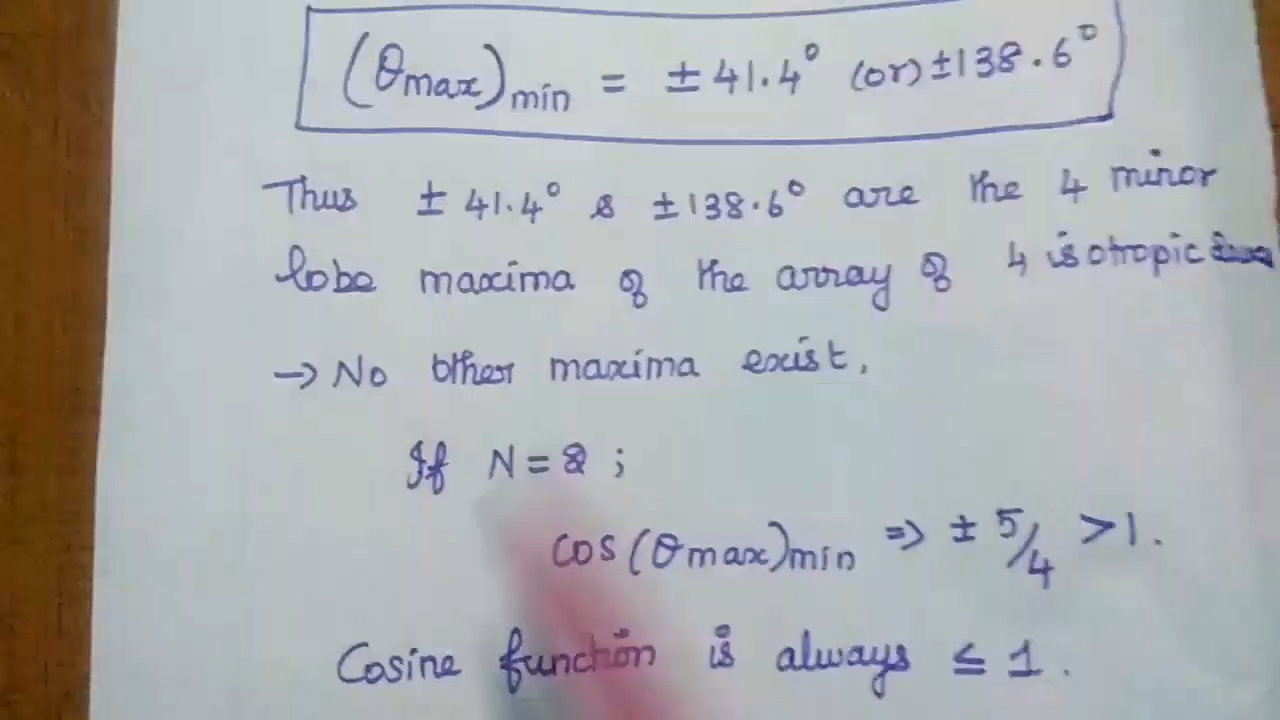 (θmax)min = ± 41.4° (or) ±138.6°
Thus ± 41.4° & ±138.6° are the 4 minor
lobe maxima of the array of 4 isotropic
→ No other maxima exist.
If N = 2 ;
cos(θmax)min => ± 5/4 > 1.
Cosine function is always ≤ 1.